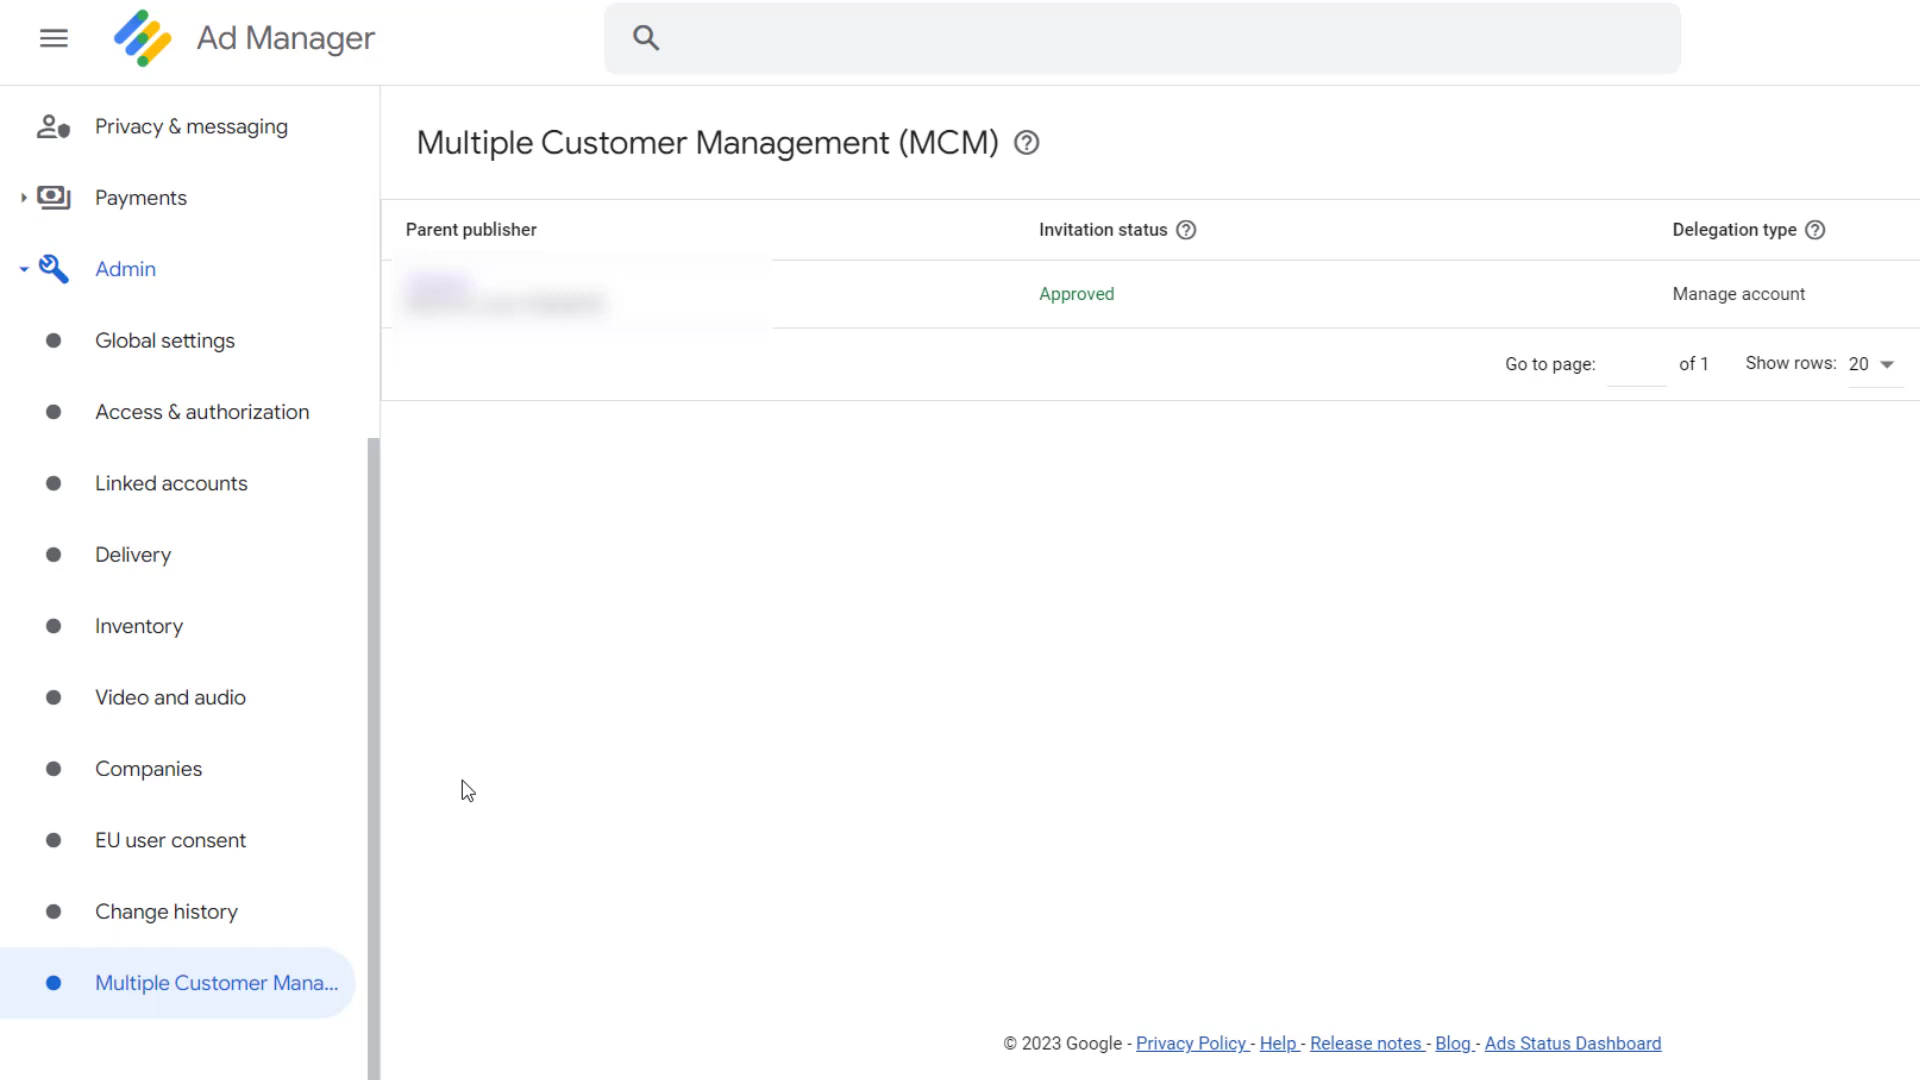 Ad Manager
Privacy & messaging
Payments
Admin
Global settings
Access & authorization
Linked accounts
Delivery
Inventory
Video and audio
Companies
EU user consent
Change history
Multiple Customer Mana...
Multiple Customer Management (MCM)
Parent publisher Invitation status Delegation type
Approved Manage account
Go to page: of 1 Show rows: 20
© 2023 Google - Privacy Policy - Help - Release notes - Blog - Ads Status Dashboard